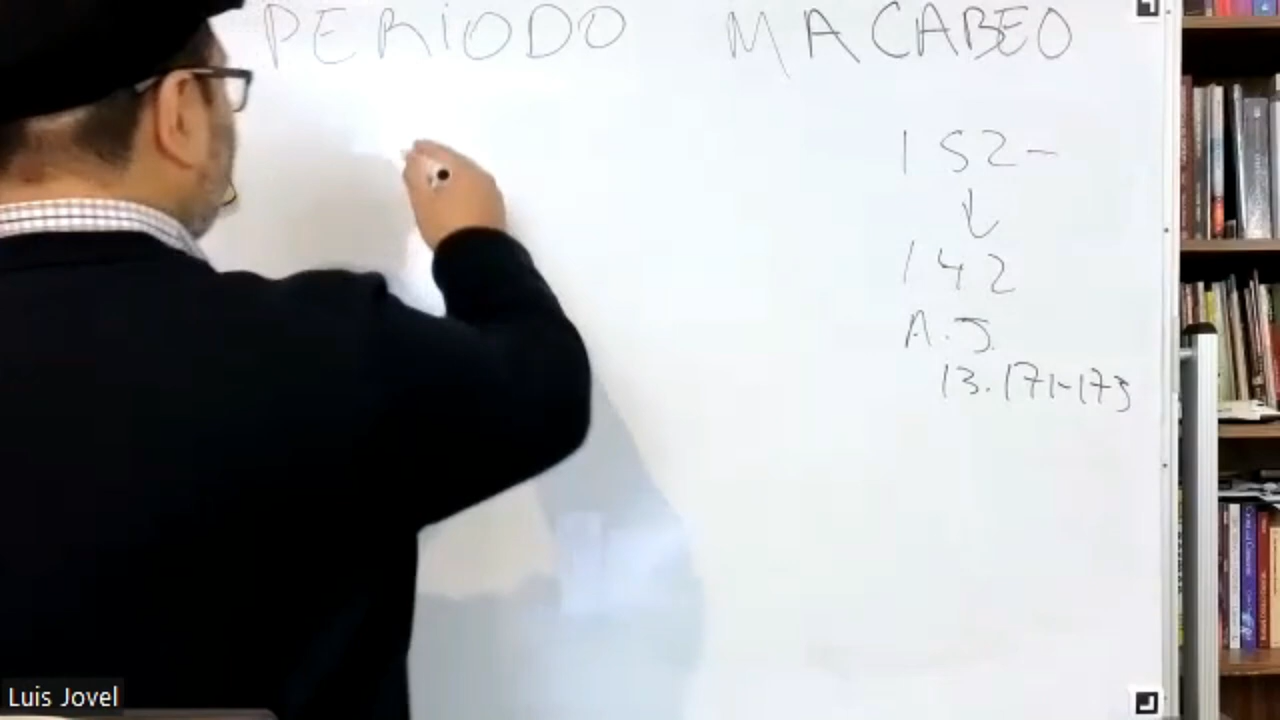 PERIODO MACABEO
152-
142
A.J.
13.171-173
Luis Jovel